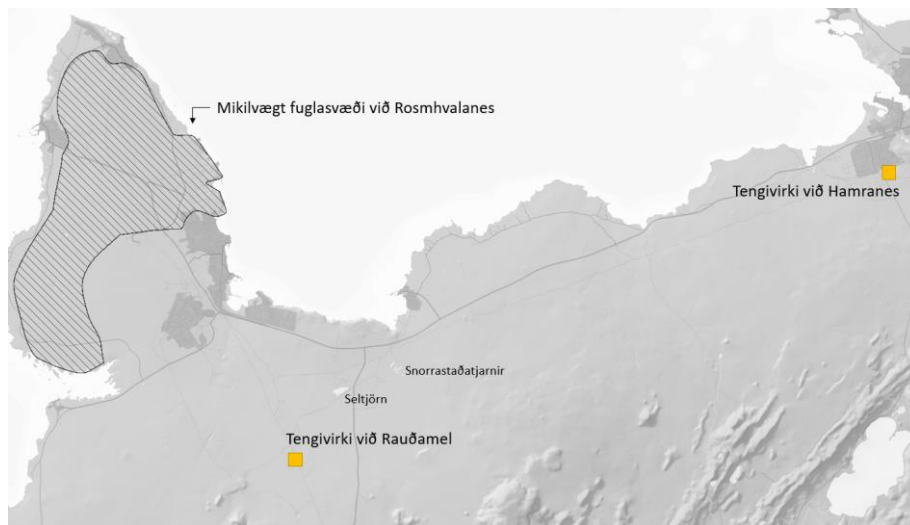 Mikilvægt fuglasvæði við Rosmhvalanes
Tengivirki við Hamranes
Snorrastaðatjarnir
Seltjörn
Tengivirki við Rauðamel